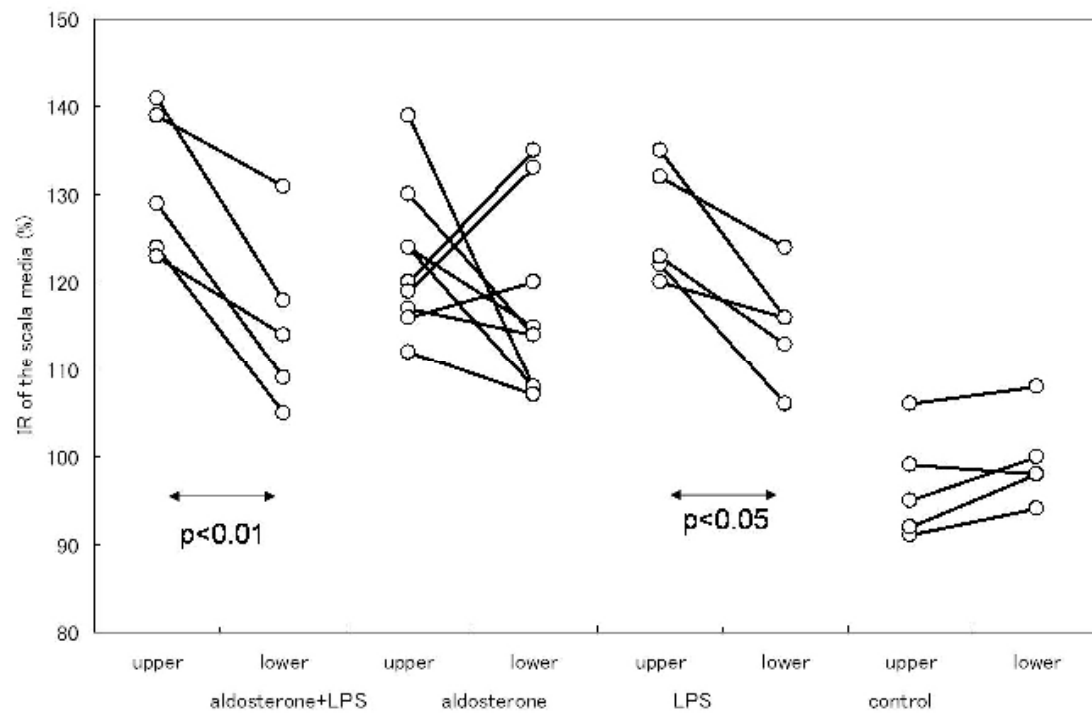 150
140
130
120
110
100
90
80
IR of the scala media (%)
p<0.01
p<0.05
upper lower upper lower upper lower upper lower
aldosterone+LPS aldosterone LPS control